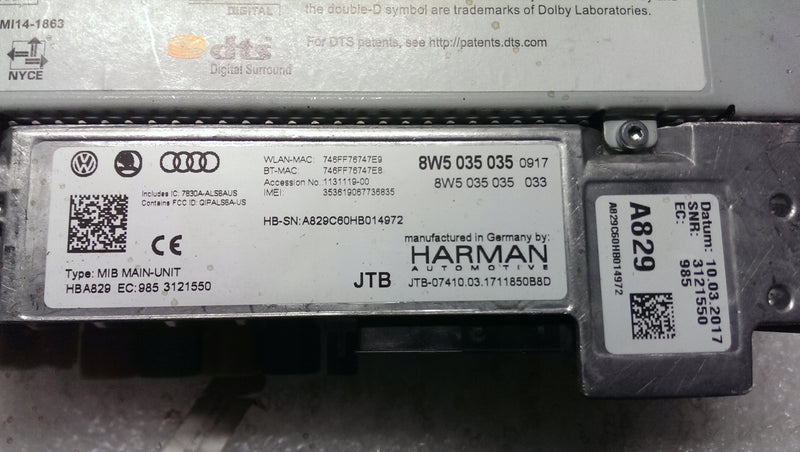 DIGITAL
the double-D symbol are trademarks of Dolby Laboratories.
MI14-1863
NYCE
dts
Digital Surround
For DTS patents, see http://patents.dts.com
WLAN-MAC: 746FF76747E9
BT-MAC: 746FF76747E8
Accession No.: 1131119-00
IMEI: 353619067736835
8W5 035 035 0917
8W5 035 035 033
Includes IC: 7830A-ALS6AUS
Contains FCC ID: QIPALS6A-US
HB-SN: A829C60HB014972
CE
manufactured in Germany by:
HARMAN
AUTOMOTIVE
Type: MIB MAIN-UNIT
HBA829 EC: 985 3121550
JTB
JTB-07410.03.1711850B8D
Datum: 10.03.2017
SNR: 3121550
EC: 985
A829
A829C60HB014972